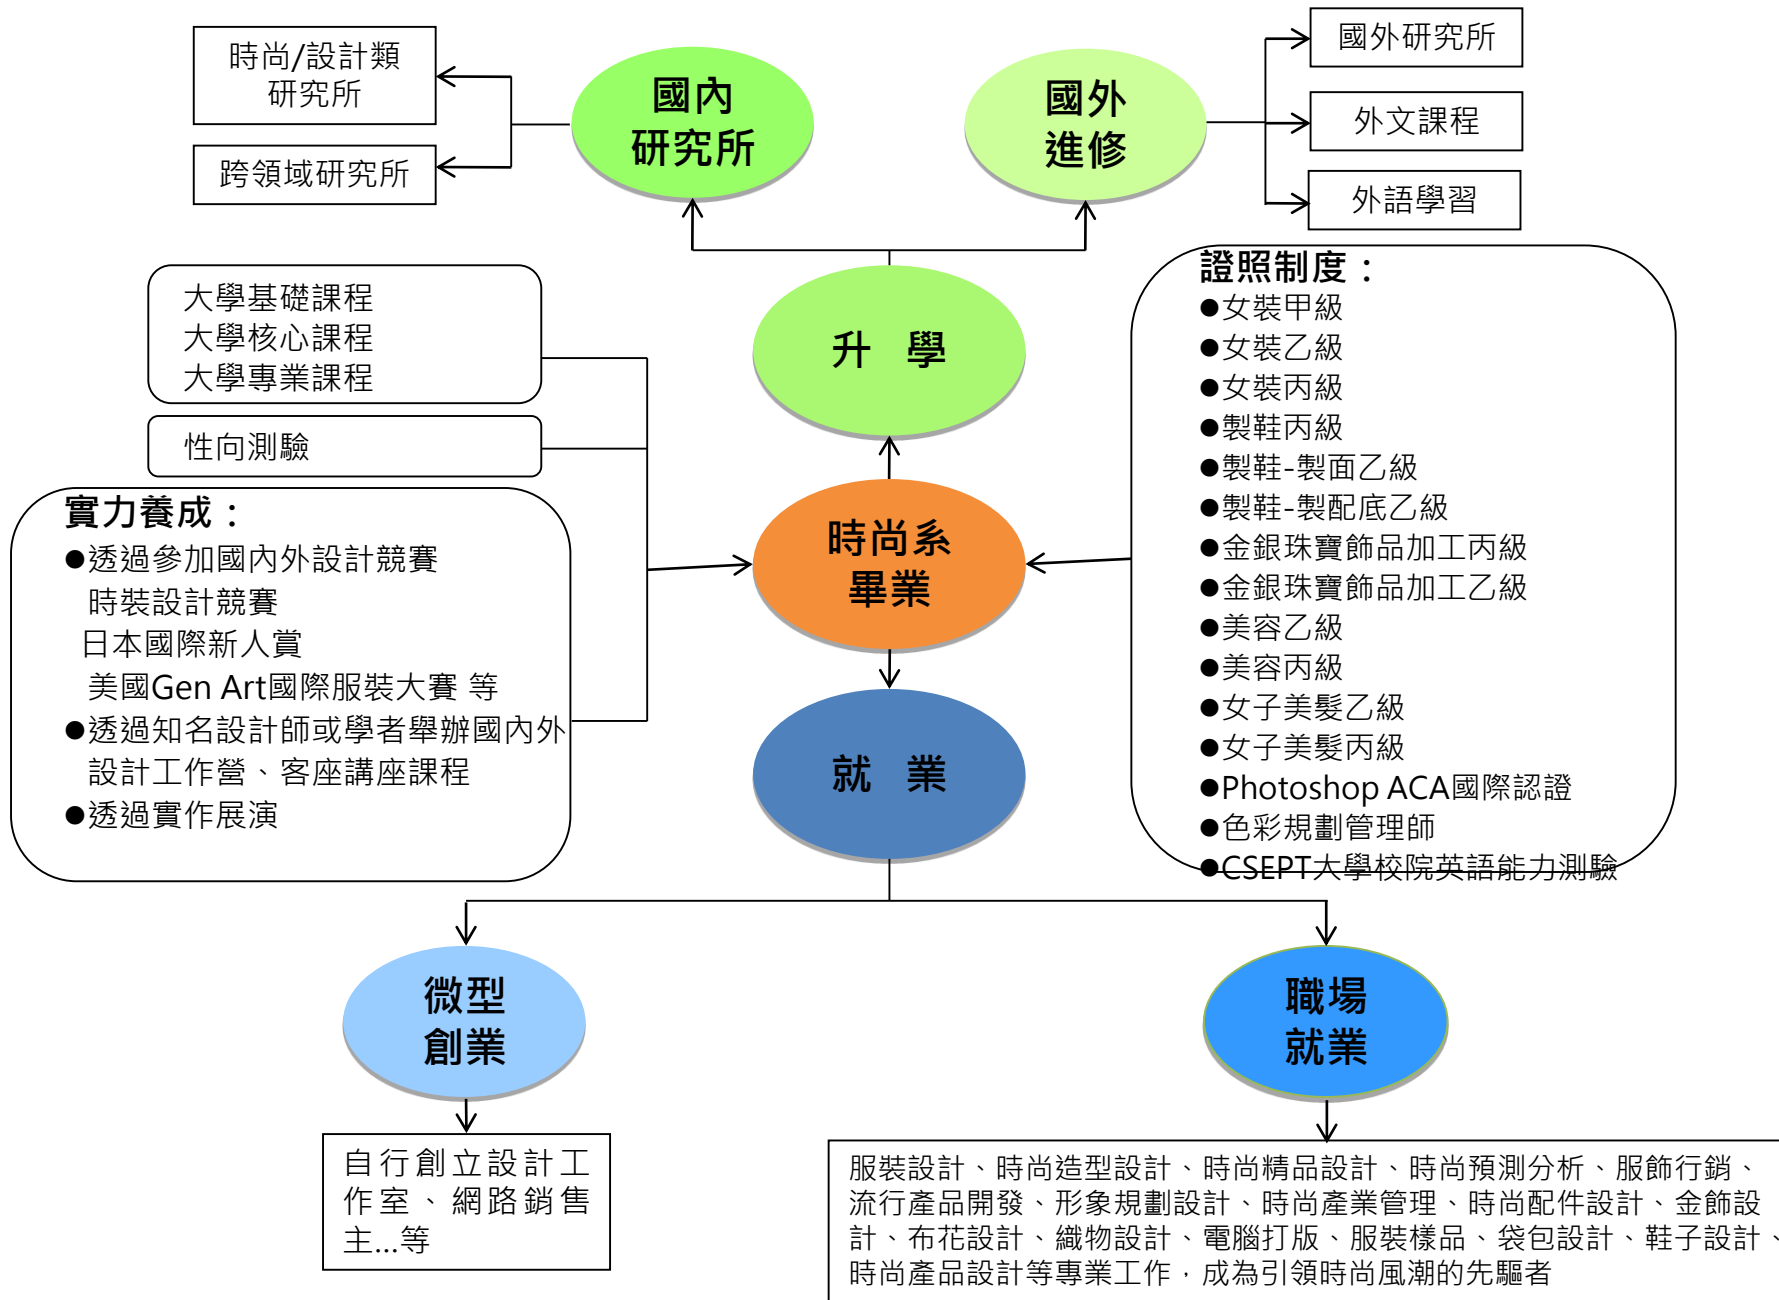 時尚/設計類
研究所
跨領域研究所
國內
研究所
國外
進修
國外研究所
外文課程
外語學習
升 學
大學基礎課程
大學核心課程
大學專業課程
性向測驗
實力養成：
●透過參加國內外設計競賽
時裝設計競賽
日本國際新人賞
美國Gen Art國際服裝大賽 等
●透過知名設計師或學者舉辦國內外
設計工作營、客座講座課程
●透過實作展演
時尚系
畢業
證照制度：
●女裝甲級
●女裝乙級
●女裝丙級
●製鞋丙級
●製鞋-製面乙級
●製鞋-製配底乙級
●金銀珠寶飾品加工丙級
●金銀珠寶飾品加工乙級
●美容乙級
●美容丙級
●女子美髮乙級
●女子美髮丙級
●Photoshop ACA國際認證
●色彩規劃管理師
●CSEPT大學校院英語能力測驗
就 業
微型
創業
職場
就業
自行創立設計工
作室、網路銷售
主...等
服裝設計、時尚造型設計、時尚精品設計、時尚預測分析、服飾行銷、
流行產品開發、形象規劃設計、時尚產業管理、時尚配件設計、金飾設
計、布花設計、織物設計、電腦打版、服裝樣品、袋包設計、鞋子設計、
時尚產品設計等專業工作，成為引領時尚風潮的先驅者